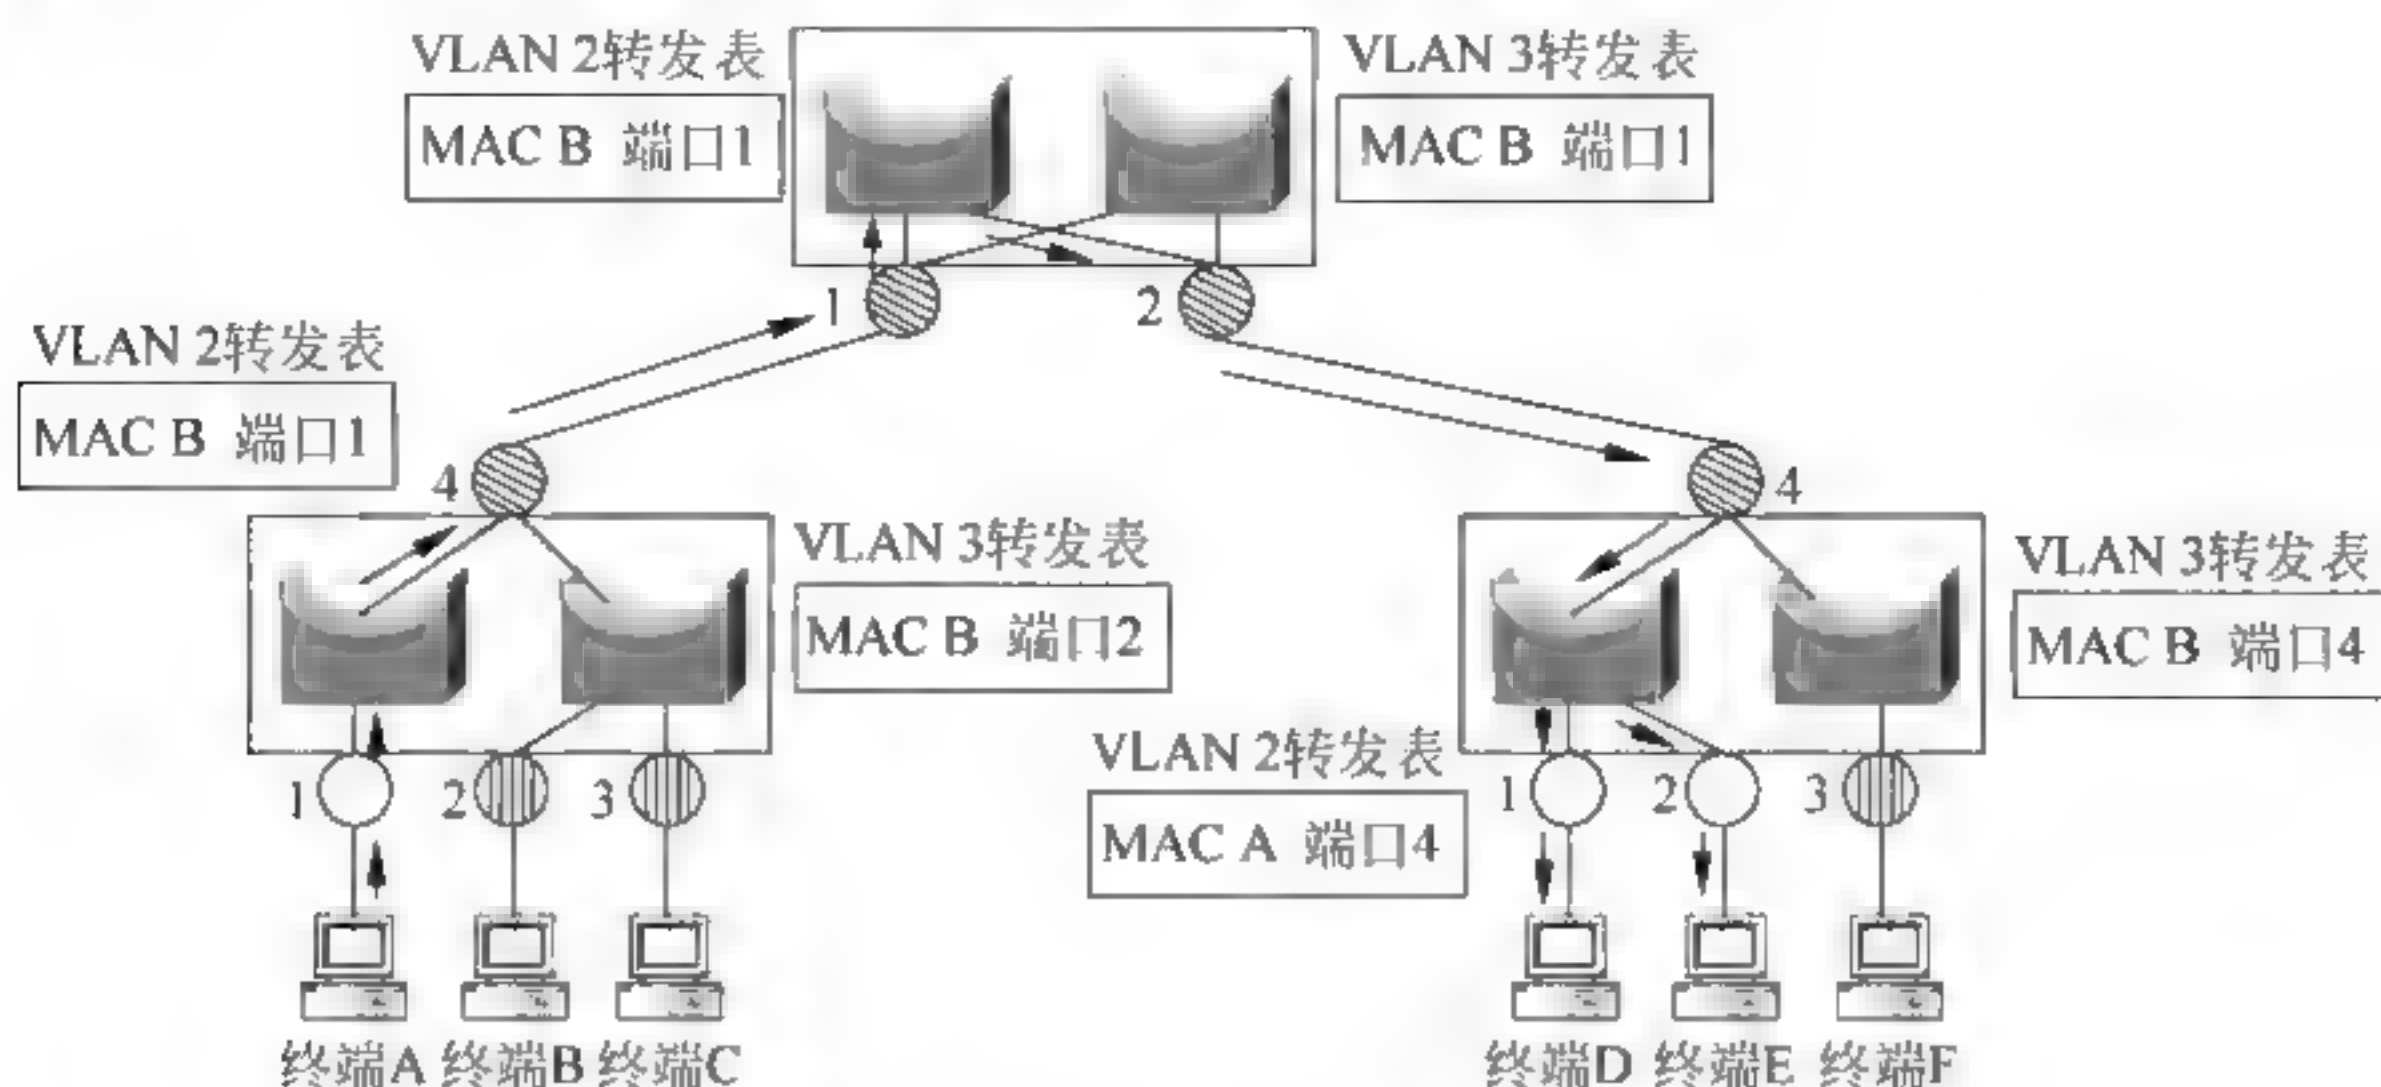 VLAN 2转发表
MAC B 端口1
VLAN 3转发表
MAC B 端口1
1
2
VLAN 2转发表
MAC B 端口1
4
4
VLAN 3转发表
MAC B 端口2
VLAN 3转发表
MAC B 端口4
VLAN 2转发表
MAC A 端口4
1
2
3
1
2
3
终端A
终端B
终端C
终端D
终端E
终端F